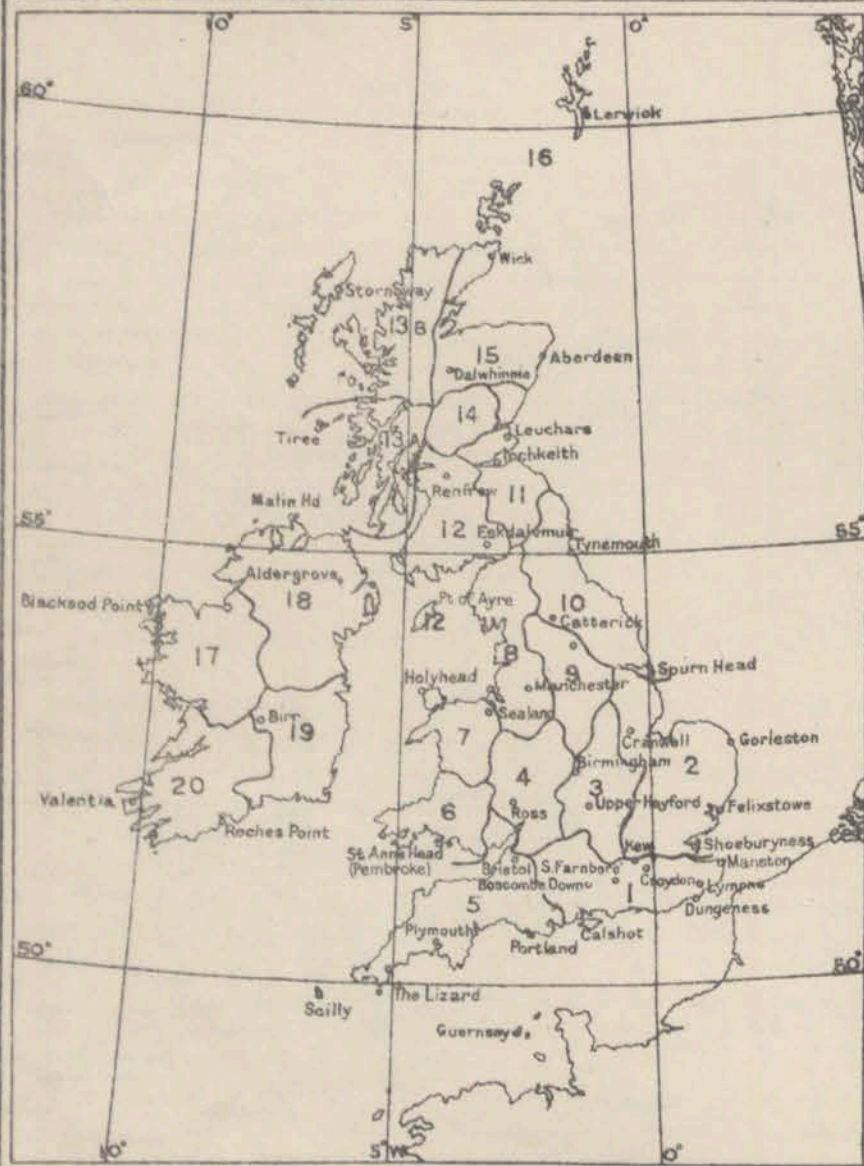 10° 5° 0°
60°
Lerwick
16
Wick
Stornoway
13 B
15
Aberdeen
Dalwhinnie
14
Tiree
13 A
Leuchars
Inchkeith
Renfrew
11
Malin Hd
55°
12
Eskdalemuir
Tynemouth
55°
Aldergrove
18
Blacksod Point
Pt of Ayre
10
12
Catterick
17
8
9
Spurn Head
Holyhead
Manchester
Sealand
Birr
19
7
Cranwell
Gorleston
Birmingham
2
4
3
Valentia
20
Upper Heyford
Felixstowe
6
Ross
Roches Point
Kew
Shoeburyness
St. Anns Head
(Pembroke)
Bristol
S. Farnboro'
Manston
Boscombe Down
Croydon
Lympne
5
1
Dungeness
Plymouth
Portland
Calshot
50°
50°
Scilly
The Lizard
Guernsey
10° 5°W 0°